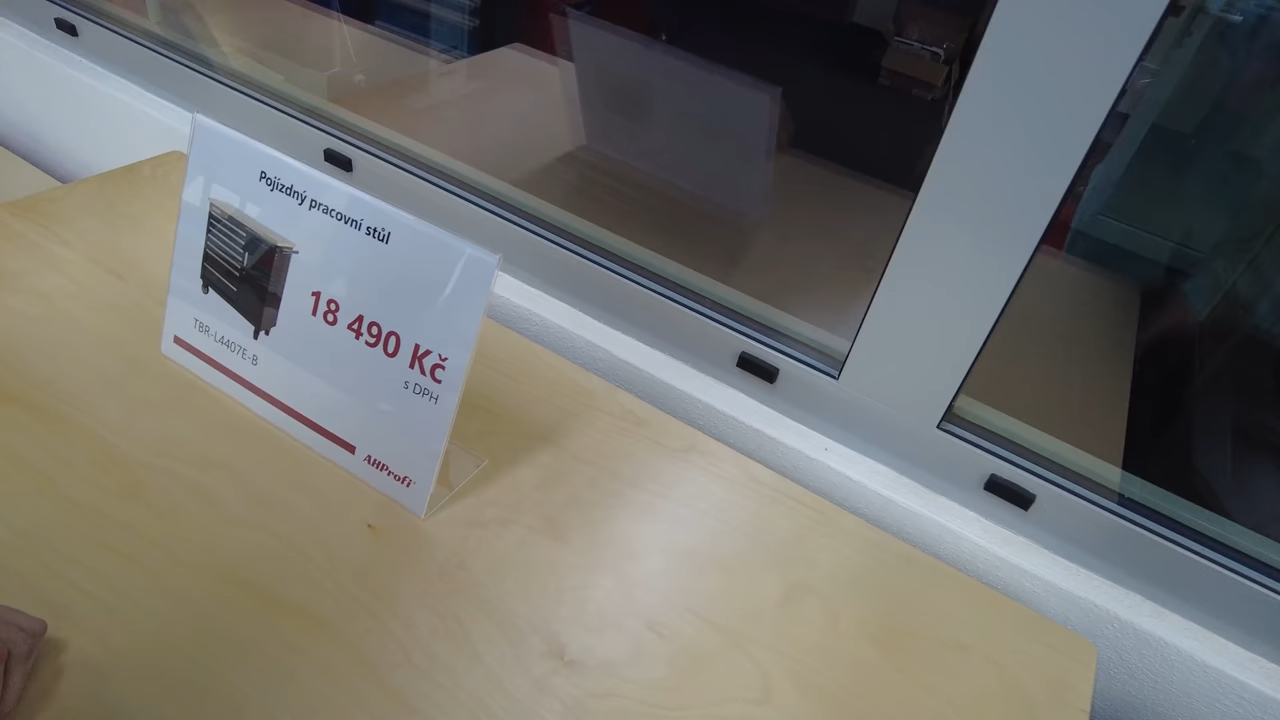 Pojízdný pracovní stůl
18 490 Kč
s DPH
TBR-L4407E-B
AHProfi